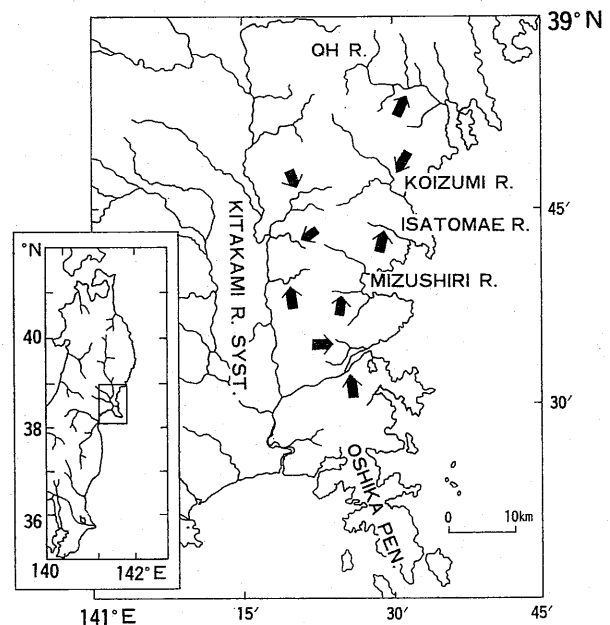 39°N
OH R.
KOIZUMI R.
45′
ISATOMAE R.
KITAKAMI R. SYST.
MIZUSHIRI R.
°N
40
38
36
140
142°E
30′
OSHIKA PEN.
0
10km
141°E
15′
30′
45′